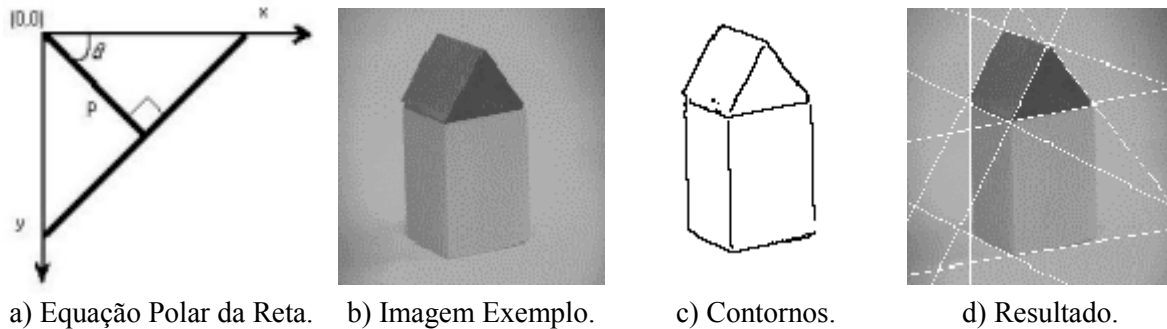 (0,0)
x
θ
p
y
a) Equação Polar da Reta. b) Imagem Exemplo. c) Contornos. d) Resultado.